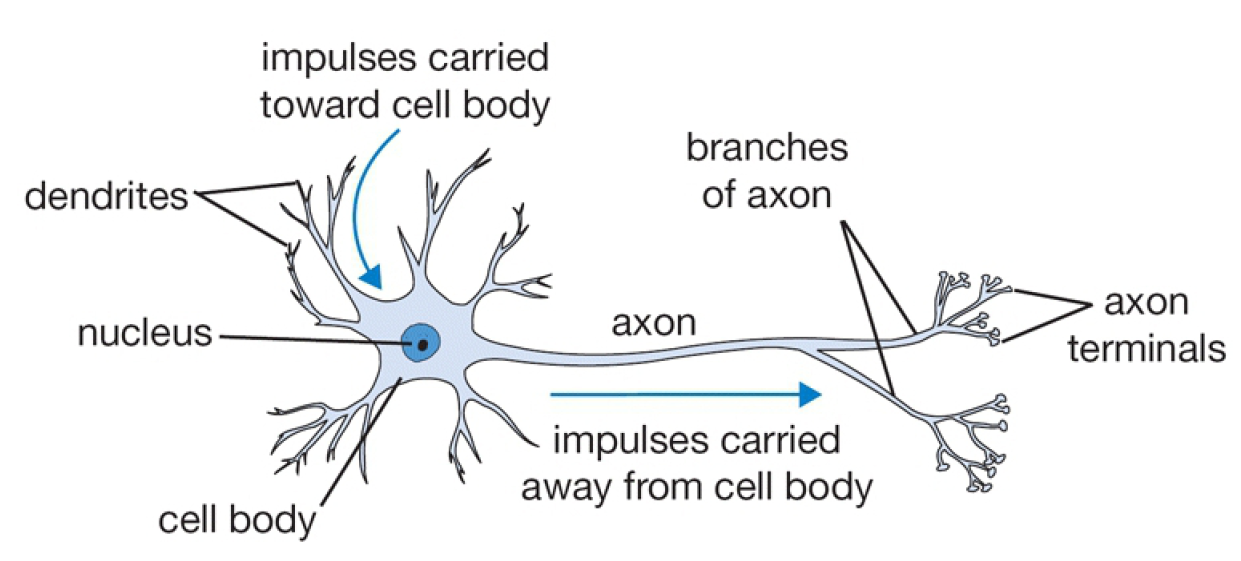 impulses carried
toward cell body
branches
of axon
dendrites
axon
terminals
nucleus
axon
impulses carried
away from cell body
cell body